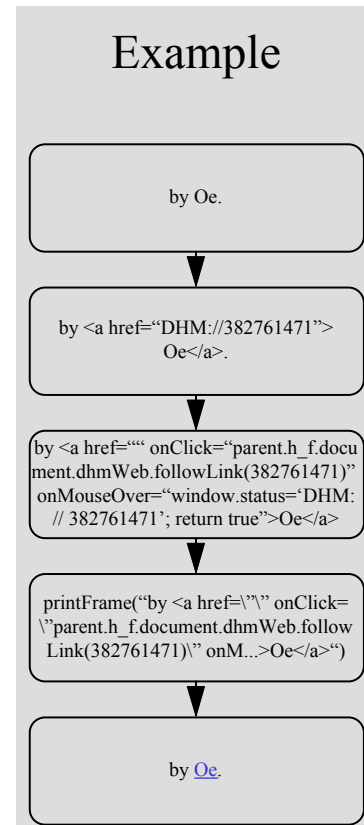 Example
by Oe.
by <a href=“DHM://382761471”>
Oe</a>.
by <a href=““ onClick=“parent.h_f.docu
ment.dhmWeb.followLink(382761471)”
onMouseOver=“window.status=‘DHM:
// 382761471’; return true”>Oe</a>
printFrame(“by <a href=\”\” onClick=
\”parent.h_f.document.dhmWeb.follow
Link(382761471)\” onM...>Oe</a>“)
by Oe.